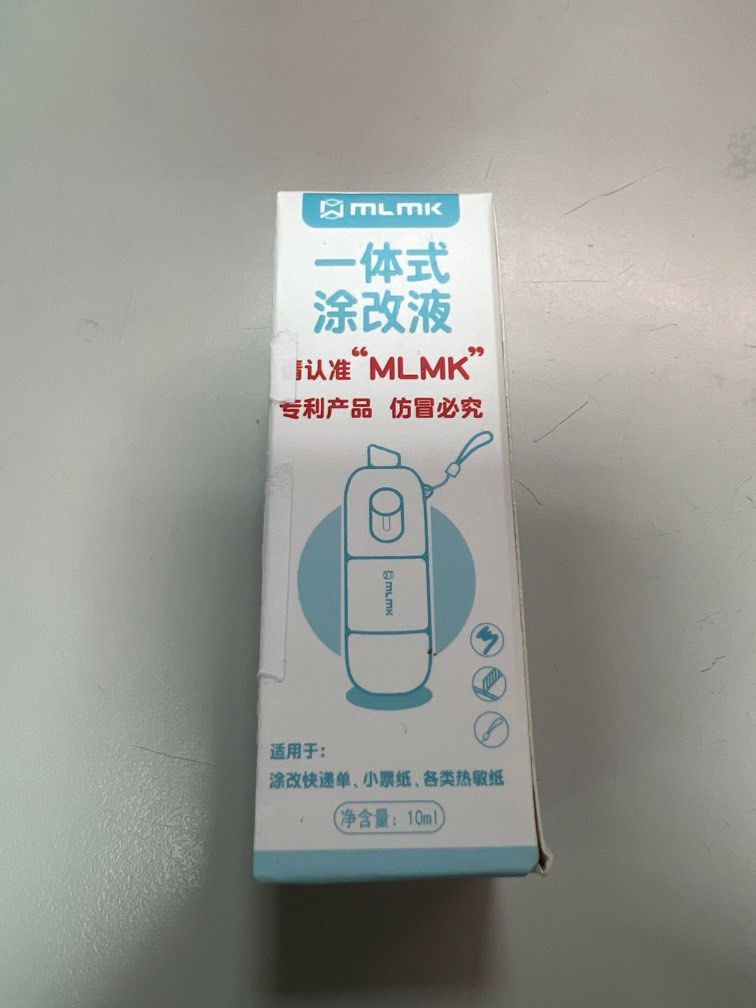 MLMK
一体式
涂改液
请认准“MLMK”
专利产品 仿冒必究
MLMK
适用于：
涂改快递单、小票纸、各类热敏纸
净含量：10ml